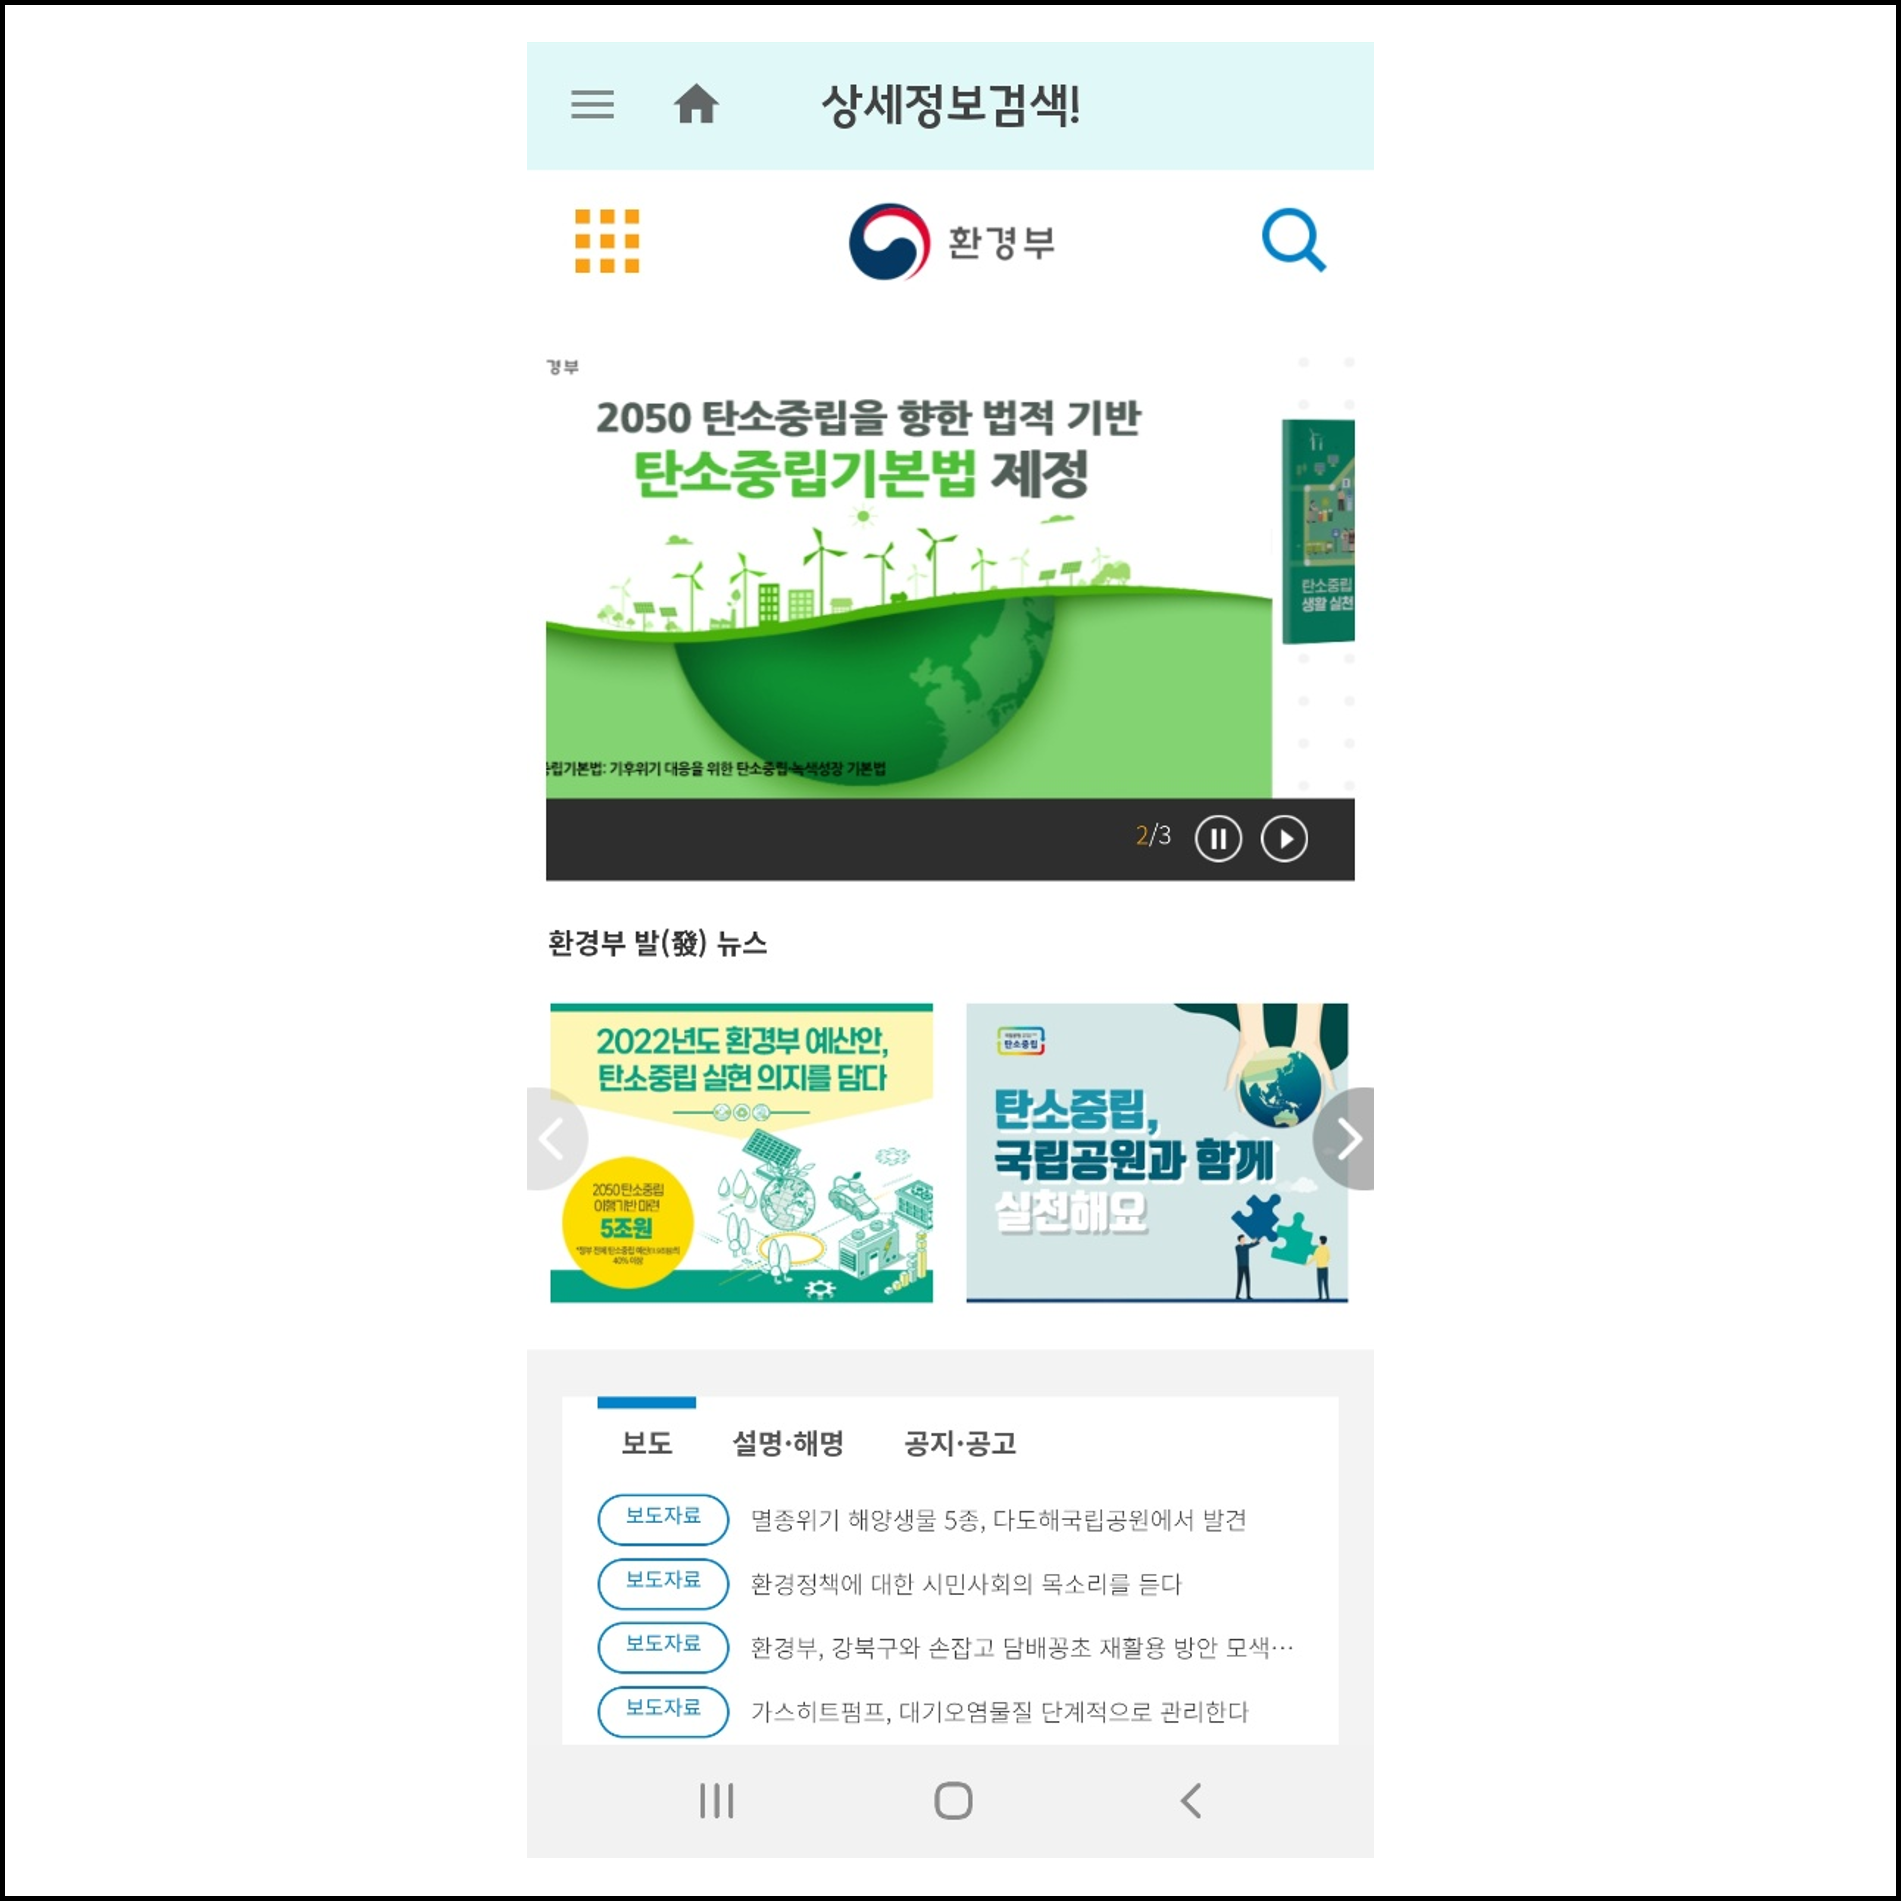 상세정보검색!
환경부
경부
2050 탄소중립을 향한 법적 기반
탄소중립기본법 제정
탄소중립
생활 실천
립기본법: 기후위기 대응을 위한 탄소중립·녹색성장 기본법
2/3
환경부 발(發) 뉴스
2022년도 환경부 예산안,
탄소중립 실현 의지를 담다
2050 탄소중립
이행기반 마련
5조원
40% 이상
탄소중립
탄소중립,
국립공원과 함께
실천해요
보도 설명·해명 공지·공고
보도자료 멸종위기 해양생물 5종, 다도해국립공원에서 발견
보도자료 환경정책에 대한 시민사회의 목소리를 듣다
보도자료 환경부, 강북구와 손잡고 담배꽁초 재활용 방안 모색…
보도자료 가스히트펌프, 대기오염물질 단계적으로 관리한다